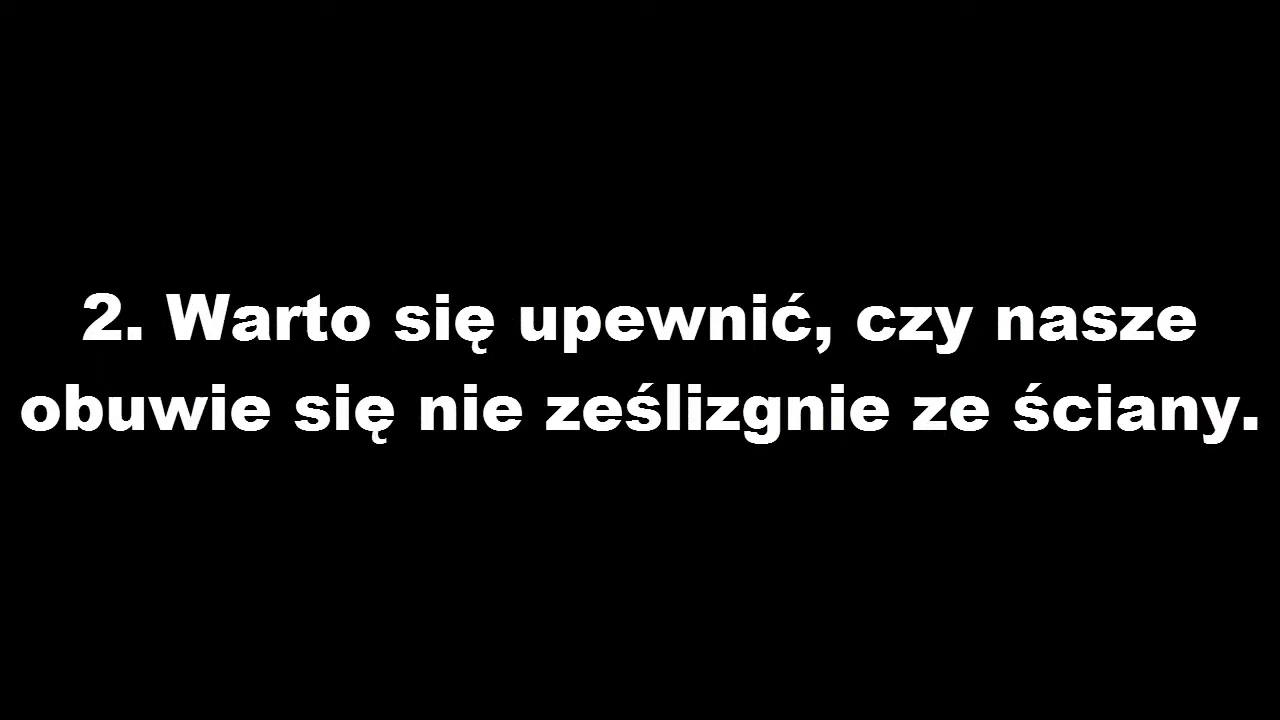 2. Warto się upewnić, czy nasze
obuwie się nie ześlizgnie ze ściany.